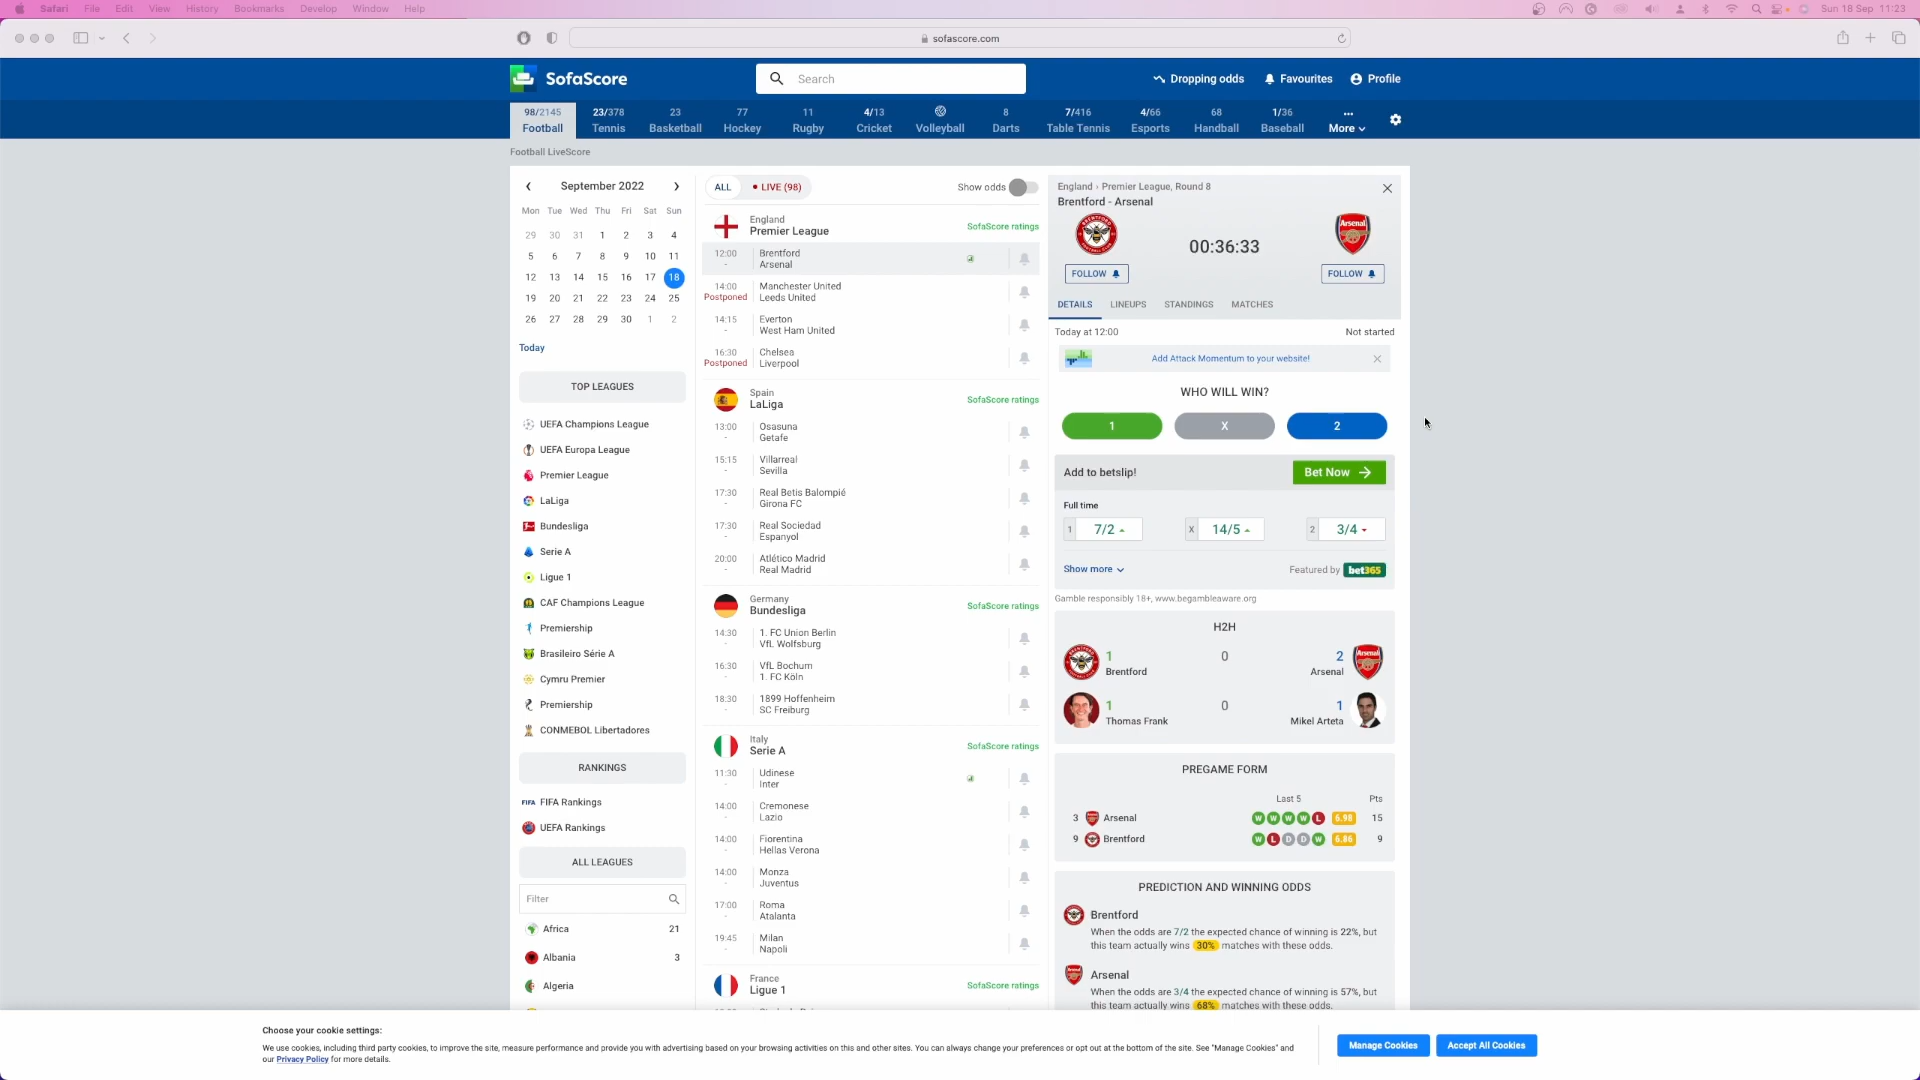 Safari File Edit View History Bookmarks Develop Window Help
Sun 18 Sep 11:23
sofascore.com
SofaScore
Search
Dropping odds Favourites Profile
98/2145 23/378 23 77 11 4/13 8 7/416 4/66 68 1/36
Football Tennis Basketball Hockey Rugby Cricket Volleyball Darts Table Tennis Esports Handball Baseball More
Football LiveScore
September 2022
Mon Tue Wed Thu Fri Sat Sun
29 30 31 1 2 3 4
5 6 7 8 9 10 11
12 13 14 15 16 17 18
19 20 21 22 23 24 25
26 27 28 29 30 1 2
Today
TOP LEAGUES
UEFA Champions League
UEFA Europa League
Premier League
LaLiga
Bundesliga
Serie A
Ligue 1
CAF Champions League
Premiership
Brasileiro Série A
Cymru Premier
Premiership
CONMEBOL Libertadores
RANKINGS
FIFA FIFA Rankings
UEFA Rankings
ALL LEAGUES
Filter
Africa 21
Albania 3
Algeria
ALL • LIVE (98) Show odds
England
Premier League SofaScore ratings
12:00 Brentford
- Arsenal
14:00 Manchester United
Postponed Leeds United
14:15 Everton
- West Ham United
16:30 Chelsea
Postponed Liverpool
Spain
LaLiga SofaScore ratings
13:00 Osasuna
- Getafe
15:15 Villarreal
- Sevilla
17:30 Real Betis Balompié
- Girona FC
17:30 Real Sociedad
- Espanyol
20:00 Atlético Madrid
- Real Madrid
Germany
Bundesliga SofaScore ratings
14:30 1. FC Union Berlin
- VfL Wolfsburg
16:30 VfL Bochum
- 1. FC Köln
18:30 1899 Hoffenheim
- SC Freiburg
Italy
Serie A SofaScore ratings
11:30 Udinese
- Inter
14:00 Cremonese
- Lazio
14:00 Fiorentina
- Hellas Verona
14:00 Monza
- Juventus
17:00 Roma
- Atalanta
19:45 Milan
- Napoli
France
Ligue 1 SofaScore ratings
England › Premier League, Round 8
Brentford - Arsenal
00:36:33
FOLLOW FOLLOW
DETAILS LINEUPS STANDINGS MATCHES
Today at 12:00 Not started
Add Attack Momentum to your website!
WHO WILL WIN?
1 X 2
Add to betslip! Bet Now
Full time
1 7/2 X 14/5 2 3/4
Show more Featured by bet365
Gamble responsibly 18+, www.begambleaware.org
H2H
1 0 2
Brentford Arsenal
1 0 1
Thomas Frank Mikel Arteta
PREGAME FORM
Last 5 Pts
3 Arsenal W W W W L 6.98 15
9 Brentford W L D D W 6.86 9
PREDICTION AND WINNING ODDS
Brentford
When the odds are 7/2 the expected chance of winning is 22%, but
this team actually wins 30% matches with these odds.
Arsenal
When the odds are 3/4 the expected chance of winning is 57%, but
this team actually wins 68% matches with these odds.
Choose your cookie settings:
We use cookies, including third party cookies, to improve the site, measure performance and provide you with advertising based on your browsing activities on this and other sites. You can always change your preferences or opt out at the bottom of the site. See "Manage Cookies" and
our Privacy Policy for more details.
Manage Cookies Accept All Cookies